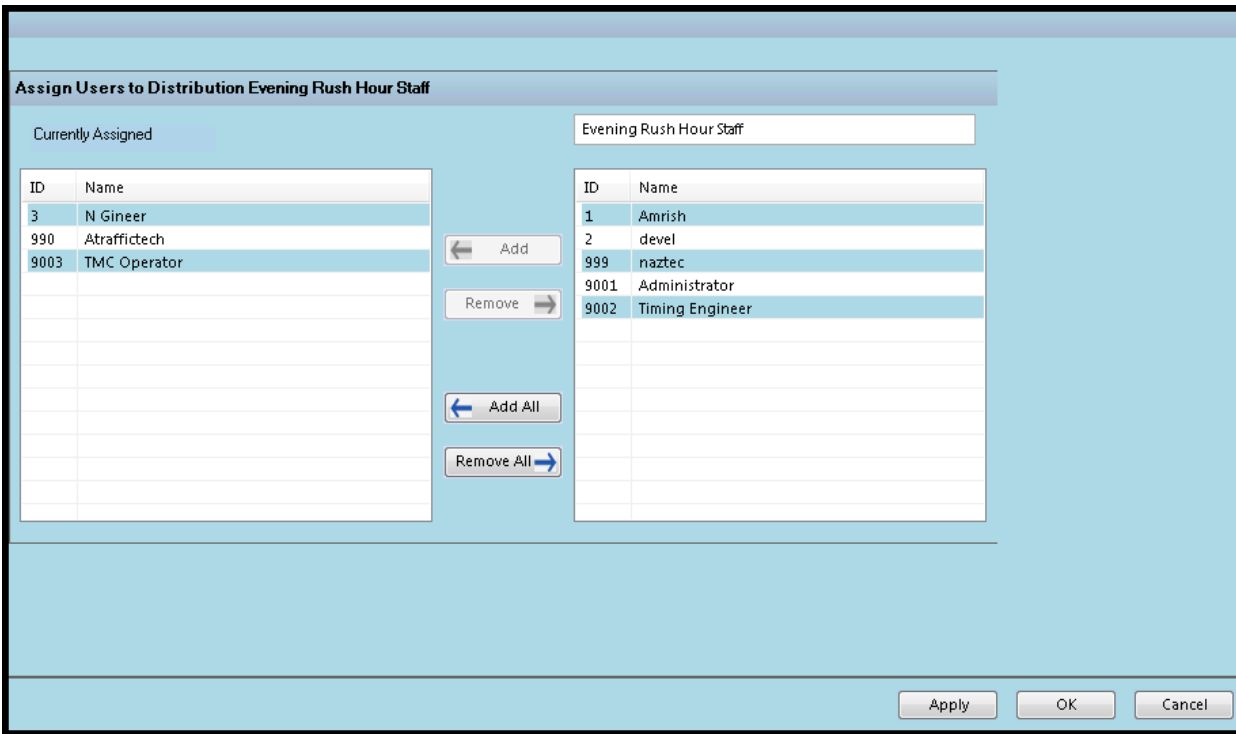 Assign Users to Distribution Evening Rush Hour Staff
Currently Assigned
Evening Rush Hour Staff
ID Name
3 N Gineer
990 Atraffictech
9003 TMC Operator
Add
Remove
Add All
Remove All
ID Name
1 Amrish
2 devel
999 naztec
9001 Administrator
9002 Timing Engineer
Apply OK Cancel